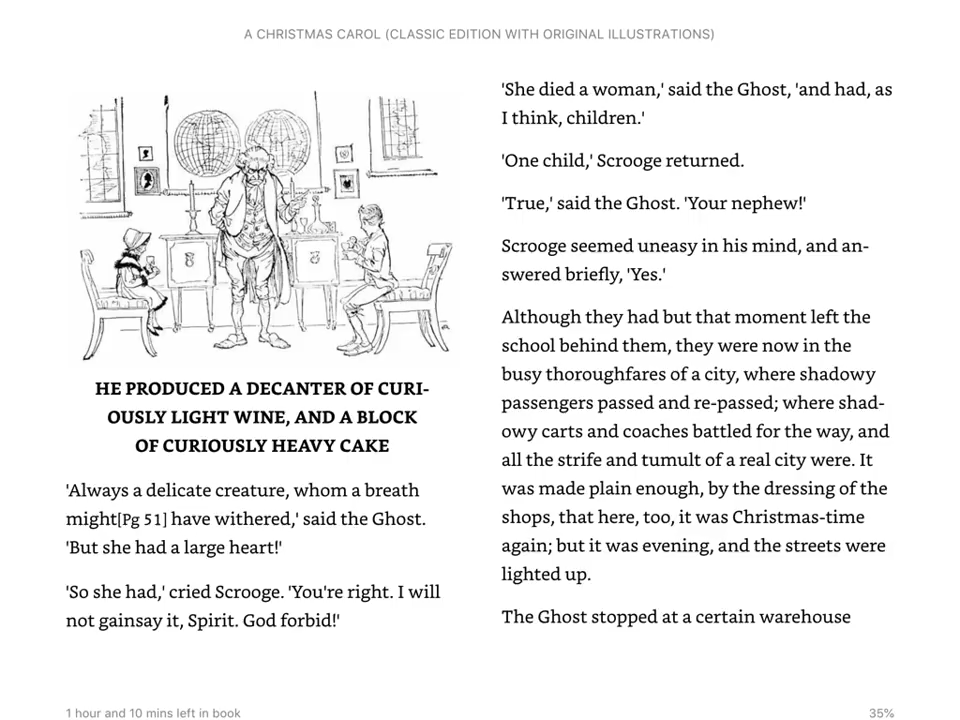 A CHRISTMAS CAROL (CLASSIC EDITION WITH ORIGINAL ILLUSTRATIONS)
HE PRODUCED A DECANTER OF CURI-
OUSLY LIGHT WINE, AND A BLOCK
OF CURIOUSLY HEAVY CAKE
'Always a delicate creature, whom a breath
might[Pg 51] have withered,' said the Ghost.
'But she had a large heart!'
'So she had,' cried Scrooge. 'You're right. I will
not gainsay it, Spirit. God forbid!'
'She died a woman,' said the Ghost, 'and had, as
I think, children.'
'One child,' Scrooge returned.
'True,' said the Ghost. 'Your nephew!'
Scrooge seemed uneasy in his mind, and an-
swered briefly, 'Yes.'
Although they had but that moment left the
school behind them, they were now in the
busy thoroughfares of a city, where shadowy
passengers passed and re-passed; where shad-
owy carts and coaches battled for the way, and
all the strife and tumult of a real city were. It
was made plain enough, by the dressing of the
shops, that here, too, it was Christmas-time
again; but it was evening, and the streets were
lighted up.
The Ghost stopped at a certain warehouse
1 hour and 10 mins left in book
35%